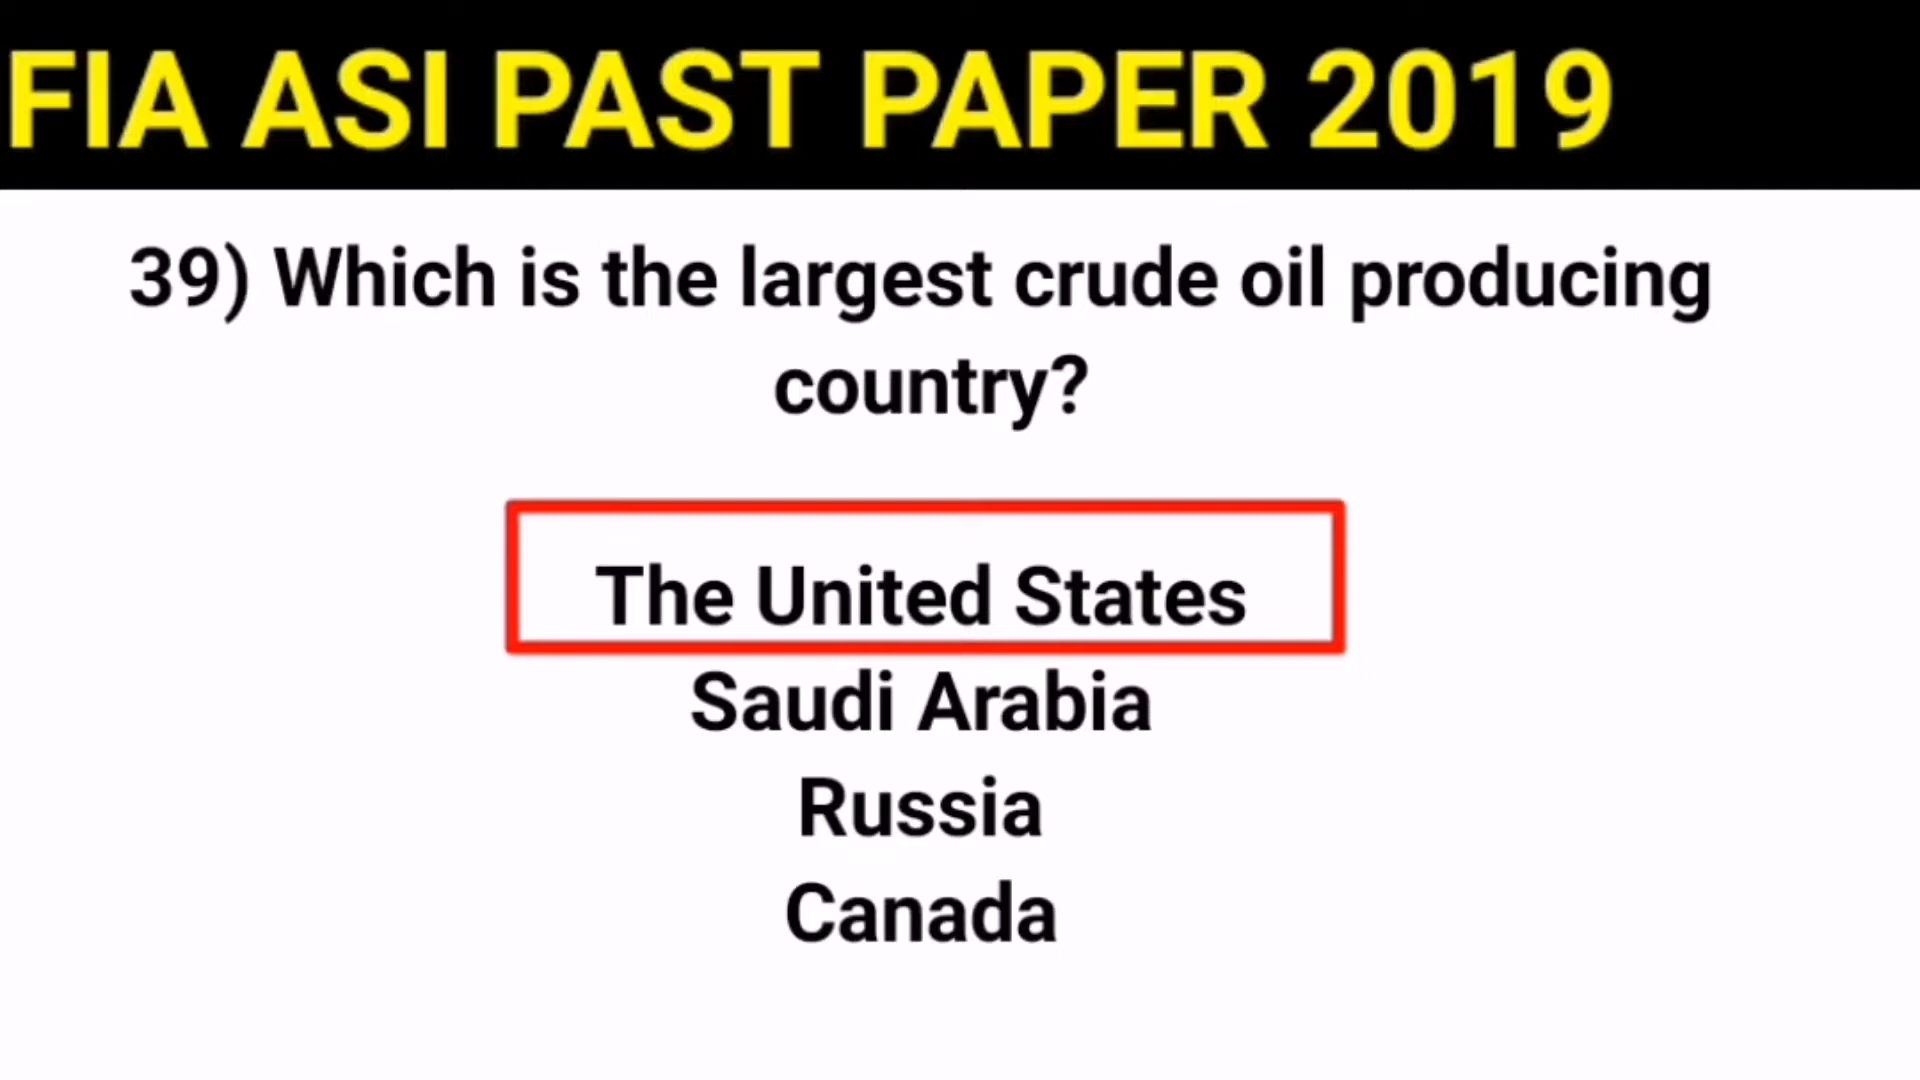 FIA ASI PAST PAPER 2019
39) Which is the largest crude oil producing
country?
The United States
Saudi Arabia
Russia
Canada